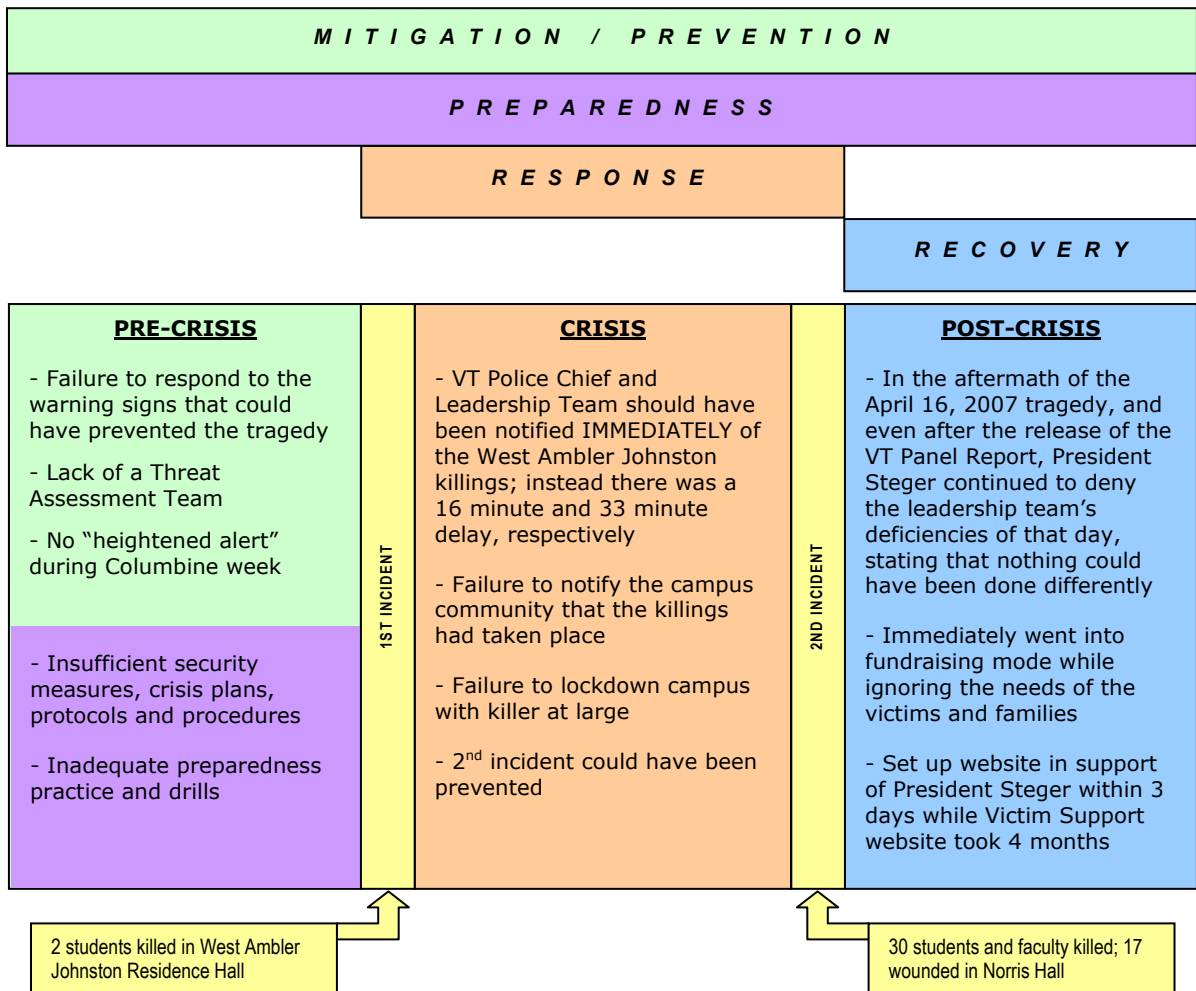 MITIGATION / PREVENTION
PREPAREDNESS
RESPONSE
RECOVERY
PRE-CRISIS
- Failure to respond to the
warning signs that could
have prevented the tragedy
- Lack of a Threat
Assessment Team
- No “heightened alert”
during Columbine week
- Insufficient security
measures, crisis plans,
protocols and procedures
- Inadequate preparedness
practice and drills
1ST INCIDENT
CRISIS
- VT Police Chief and
Leadership Team should have
been notified IMMEDIATELY of
the West Ambler Johnston
killings; instead there was a
16 minute and 33 minute
delay, respectively
- Failure to notify the campus
community that the killings
had taken place
- Failure to lockdown campus
with killer at large
- 2nd incident could have been
prevented
2ND INCIDENT
POST-CRISIS
- In the aftermath of the
April 16, 2007 tragedy, and
even after the release of the
VT Panel Report, President
Steger continued to deny
the leadership team’s
deficiencies of that day,
stating that nothing could
have been done differently
- Immediately went into
fundraising mode while
ignoring the needs of the
victims and families
- Set up website in support
of President Steger within 3
days while Victim Support
website took 4 months
2 students killed in West Ambler
Johnston Residence Hall
30 students and faculty killed; 17
wounded in Norris Hall